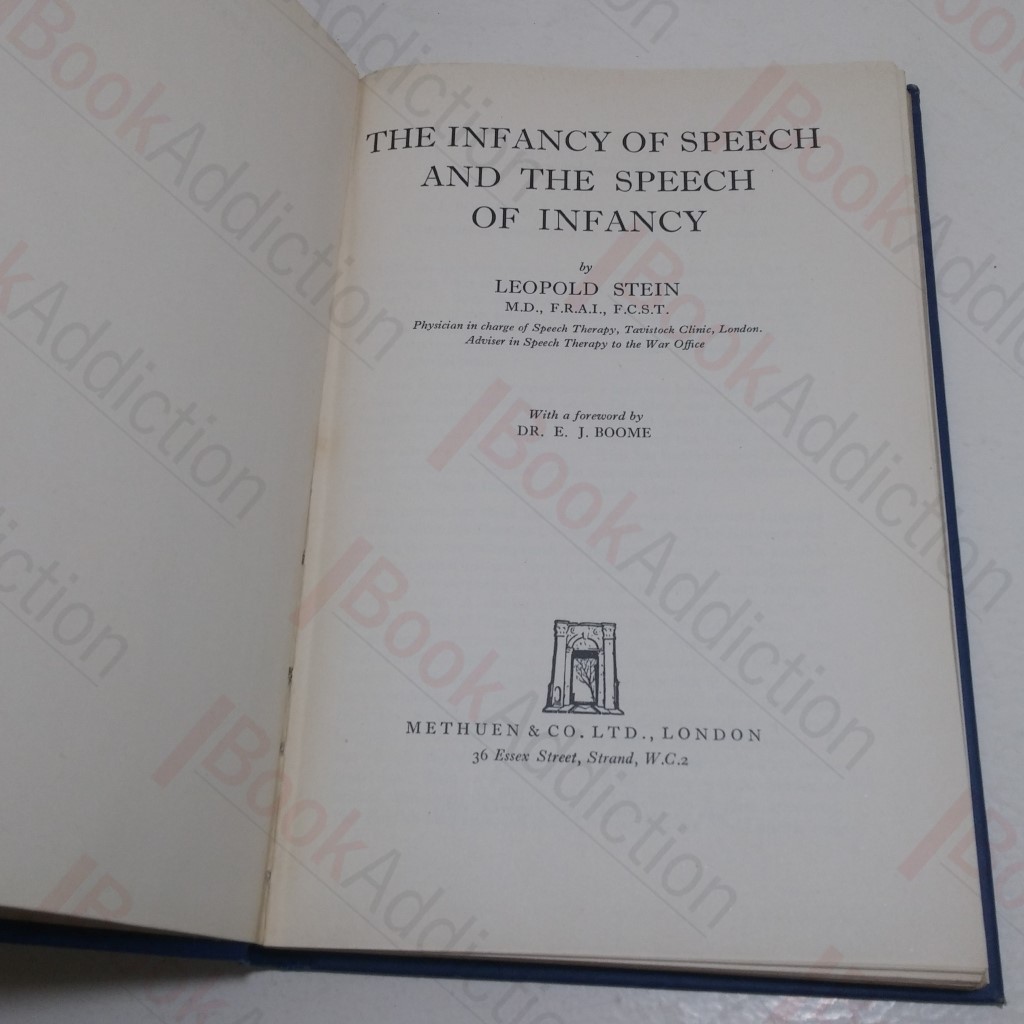 THE INFANCY OF SPEECH
AND THE SPEECH
OF INFANCY
by
LEOPOLD STEIN
M.D., F.R.A.I., F.C.S.T.
Physician in charge of Speech Therapy, Tavistock Clinic, London.
Adviser in Speech Therapy to the War Office
With a foreword by
DR. E. J. BOOME
METHUEN & CO. LTD., LONDON
36 Essex Street, Strand, W.C.2
BookAddiction